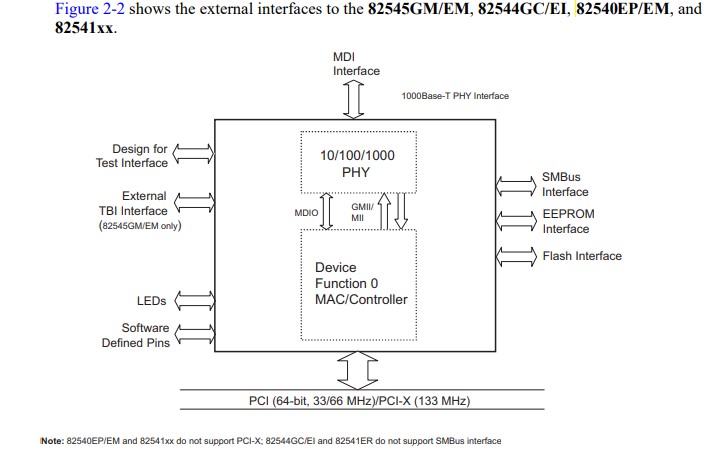 Figure 2-2 shows the external interfaces to the 82545GM/EM, 82544GC/EI, 82540EP/EM, and
82541xx.
MDI
Interface
1000Base-T PHY Interface
Design for
Test Interface
10/100/1000
PHY
External
TBI Interface
(82545GM/EM only)
SMBus
Interface
MDIO
GMII/
MII
EEPROM
Interface
Flash Interface
Device
Function 0
MAC/Controller
LEDs
Software
Defined Pins
PCI (64-bit, 33/66 MHz)/PCI-X (133 MHz)
Note: 82540EP/EM and 82541xx do not support PCI-X; 82544GC/EI and 82541ER do not support SMBus interface